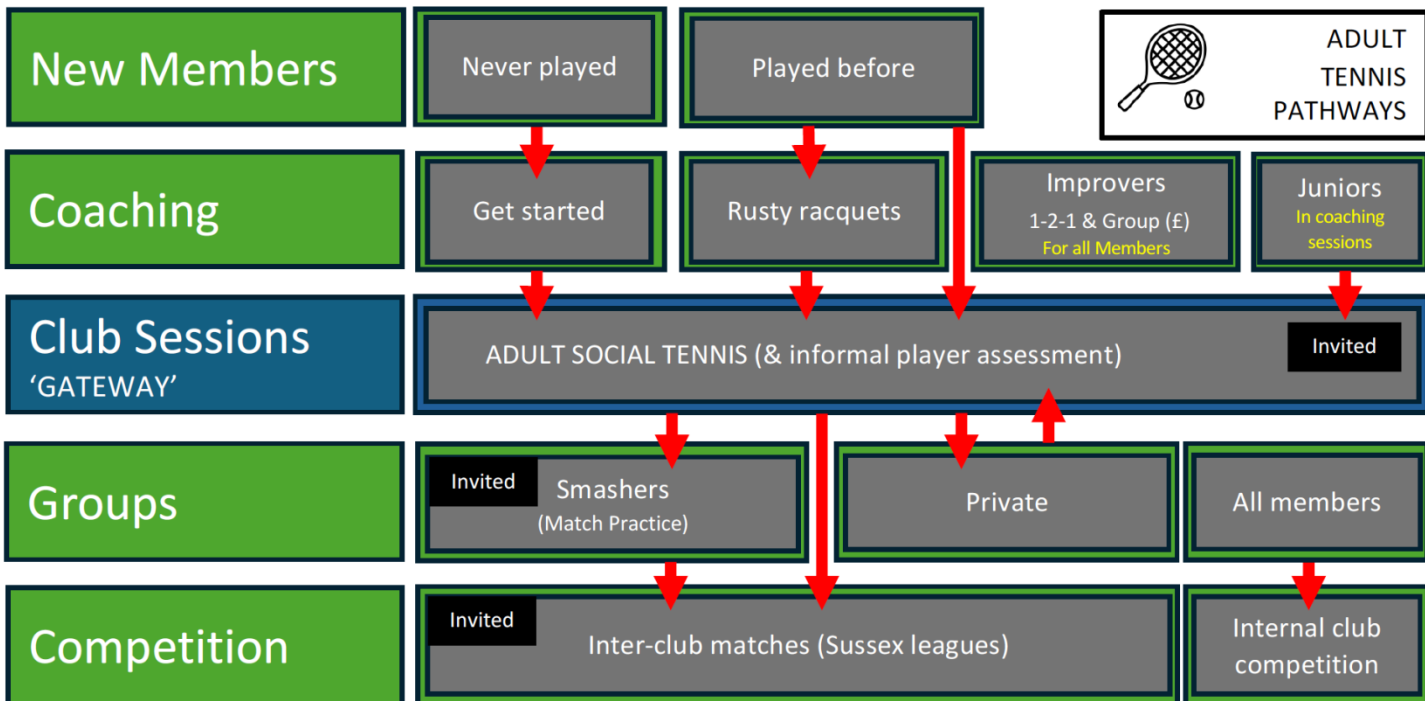 New Members
Never played
Played before
ADULT
TENNIS
PATHWAYS
Coaching
Get started
Rusty racquets
Improvers
1-2-1 & Group (£)
For all Members
Juniors
In coaching
sessions
Club Sessions
‘GATEWAY’
ADULT SOCIAL TENNIS (& informal player assessment)
Invited
Groups
Invited
Smashers
(Match Practice)
Private
All members
Competition
Invited
Inter-club matches (Sussex leagues)
Internal club
competition